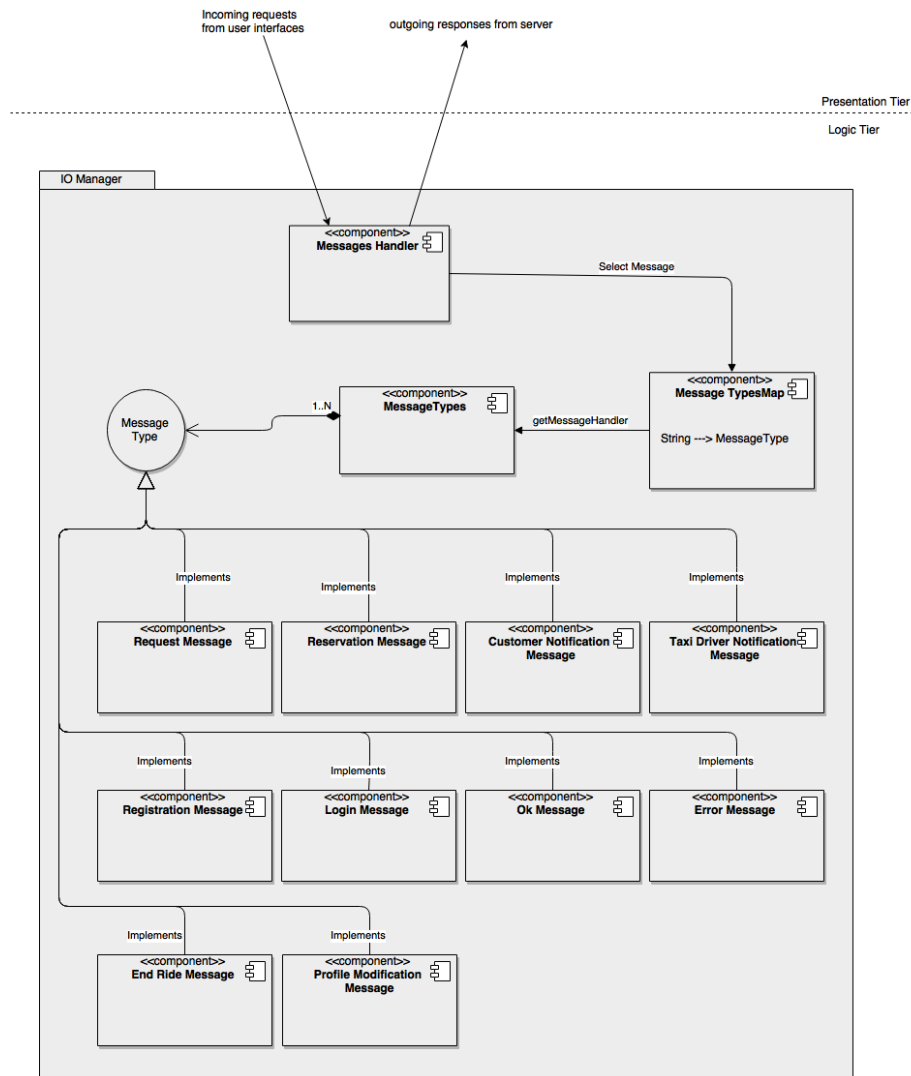 Incoming requests
from user interfaces
outgoing responses from server
Presentation Tier
Logic Tier
IO Manager
<<component>>
Messages Handler
Select Message
<<component>>
Message TypesMap
String ---> MessageType
getMessageHandler
<<component>>
MessageTypes
1..N
Message
Type
Implements
Implements
Implements
Implements
<<component>>
Request Message
<<component>>
Reservation Message
<<component>>
Customer Notification
Message
<<component>>
Taxi Driver Notification
Message
Implements
Implements
Implements
Implements
<<component>>
Registration Message
<<component>>
Login Message
<<component>>
Ok Message
<<component>>
Error Message
Implements
Implements
<<component>>
End Ride Message
<<component>>
Profile Modification
Message